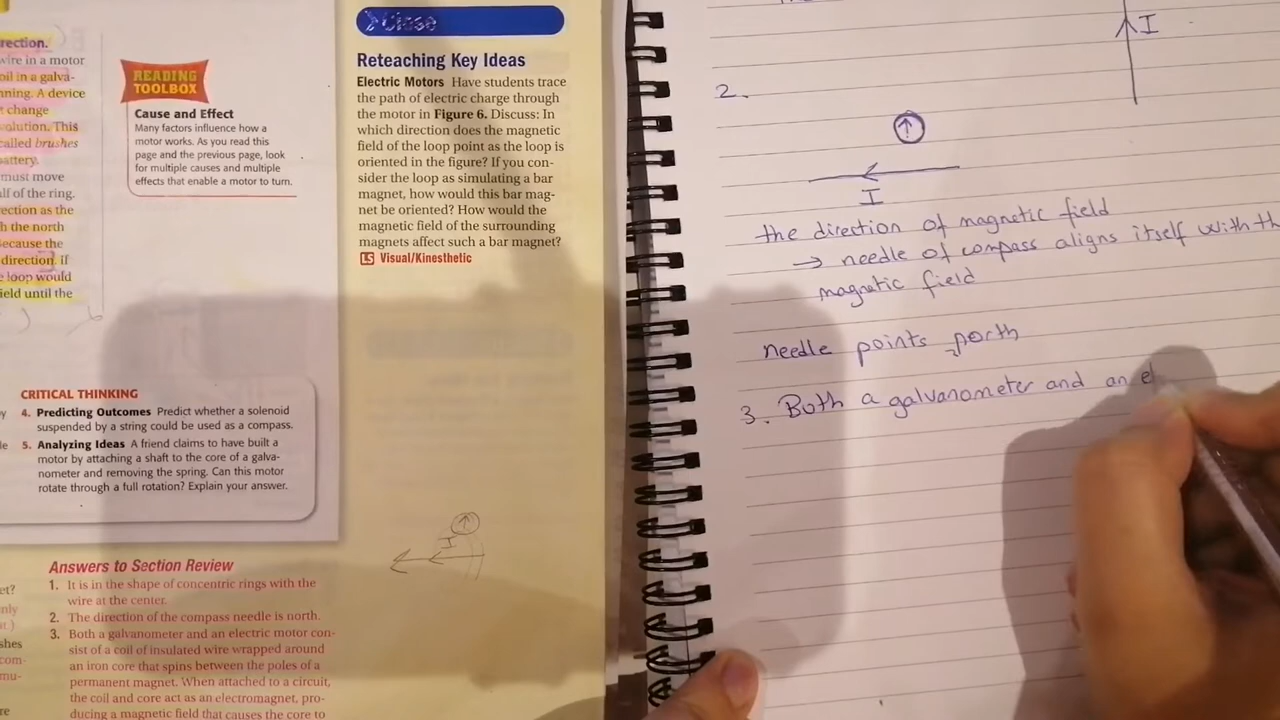 rection.
wire in a motor
oil in a galva-
nning. A device
t change
volution. This
called brushes
pattery.
must move
alf of the ring.
ection as the
h the north
Because the
direction. If
e loop would
ield until the
READING
TOOLBOX
Cause and Effect
Many factors influence how a
motor works. As you read this
page and the previous page, look
for multiple causes and multiple
effects that enable a motor to turn.
CRITICAL THINKING
4. Predicting Outcomes Predict whether a solenoid
suspended by a string could be used as a compass.
5. Analyzing Ideas A friend claims to have built a
motor by attaching a shaft to the core of a galva-
nometer and removing the spring. Can this motor
rotate through a full rotation? Explain your answer.
Answers to Section Review
1. It is in the shape of concentric rings with the
wire at the center.
2. The direction of the compass needle is north.
3. Both a galvanometer and an electric motor con-
sist of a coil of insulated wire wrapped around
an iron core that spins between the poles of a
permanent magnet. When attached to a circuit,
the coil and core act as an electromagnet, pro-
ducing a magnetic field that causes the core to
Close
Reteaching Key Ideas
Electric Motors Have students trace
the path of electric charge through
the motor in Figure 6. Discuss: In
which direction does the magnetic
field of the loop point as the loop is
oriented in the figure? If you con-
sider the loop as simulating a bar
magnet, how would this bar mag-
net be oriented? How would the
magnetic field of the surrounding
magnets affect such a bar magnet?
LS Visual/Kinesthetic
I
I
2.
I
the direction of magnetic field
→ needle of compass aligns itself with th
magnetic field
needle points north
3. Both a galvanometer and an el